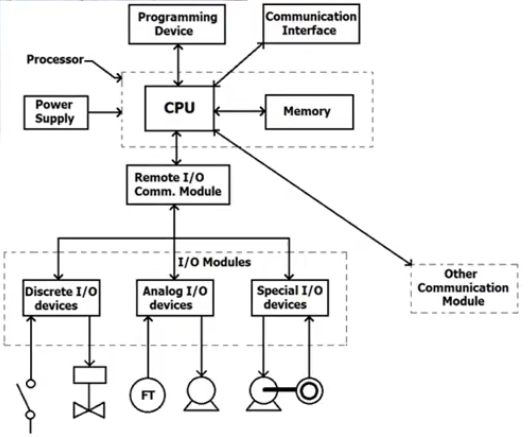 Programming
Device
Communication
Interface
Processor
Power
Supply
CPU
Memory
Remote I/O
Comm. Module
I/O Modules
Discrete I/O
devices
Analog I/O
devices
Special I/O
devices
Other
Communication
Module
FT